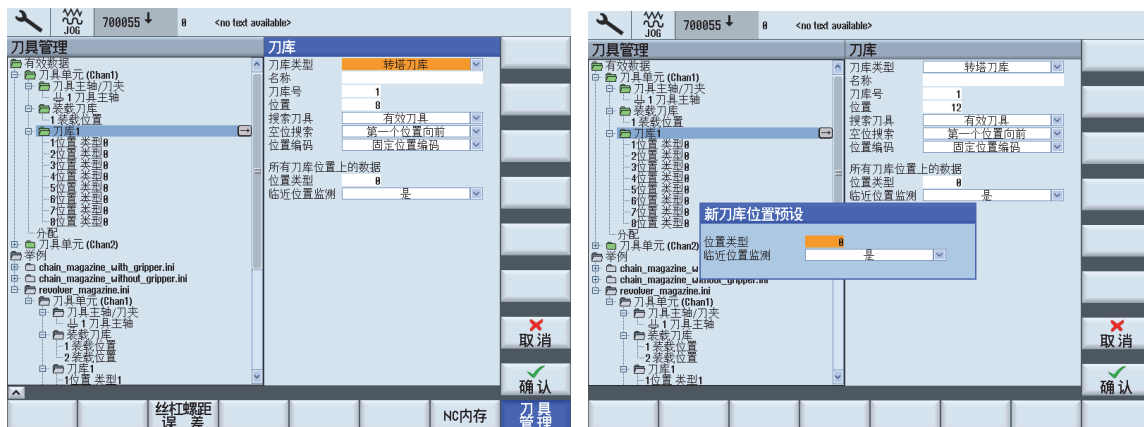 JOG
700055
0
<no text available>
刀具管理
有效数据
刀具单元 (Chan1)
刀具主轴/刀夹
1刀具主轴
装载刀库
1装载位置
刀库1
1位置 类型0
2位置 类型0
3位置 类型0
4位置 类型0
5位置 类型0
6位置 类型0
7位置 类型0
8位置 类型0
分配
刀具单元 (Chan2)
举例
chain_magazine_with_gripper.ini
chain_magazine_without_gripper.ini
revolver_magazine.ini
刀具单元 (Chan1)
刀具主轴/刀夹
1刀具主轴
装载刀库
1装载位置
2装载位置
刀库1
1位置 类型1
刀库
刀库类型 转塔刀库
名称
刀库号 1
位置 8
搜索刀具 有效刀具
空位搜索 第一个位置向前
位置编码 固定位置编码
所有刀库位置上的数据
位置类型 0
临近位置监测 是
取消
确认
丝杠螺距
误 差
NC内存
刀具
管理
JOG
700055
0
<no text available>
刀具管理
有效数据
刀具单元 (Chan1)
刀具主轴/刀夹
1刀具主轴
装载刀库
1装载位置
刀库1
1位置 类型0
2位置 类型0
3位置 类型0
4位置 类型0
5位置 类型0
6位置 类型0
7位置 类型0
8位置 类型0
分配
刀具单元 (Chan2)
举例
chain_magazine_w
chain_magazine_without_gripper.ini
revolver_magazine.ini
刀具单元 (Chan1)
刀具主轴/刀夹
1刀具主轴
装载刀库
1装载位置
2装载位置
刀库1
1位置 类型1
刀库
刀库类型 转塔刀库
名称
刀库号 1
位置 12
搜索刀具 有效刀具
空位搜索 第一个位置向前
位置编码 固定位置编码
所有刀库位置上的数据
位置类型 0
临近位置监测 是
新刀库位置预设
位置类型 0
临近位置监测 是
取消
确认